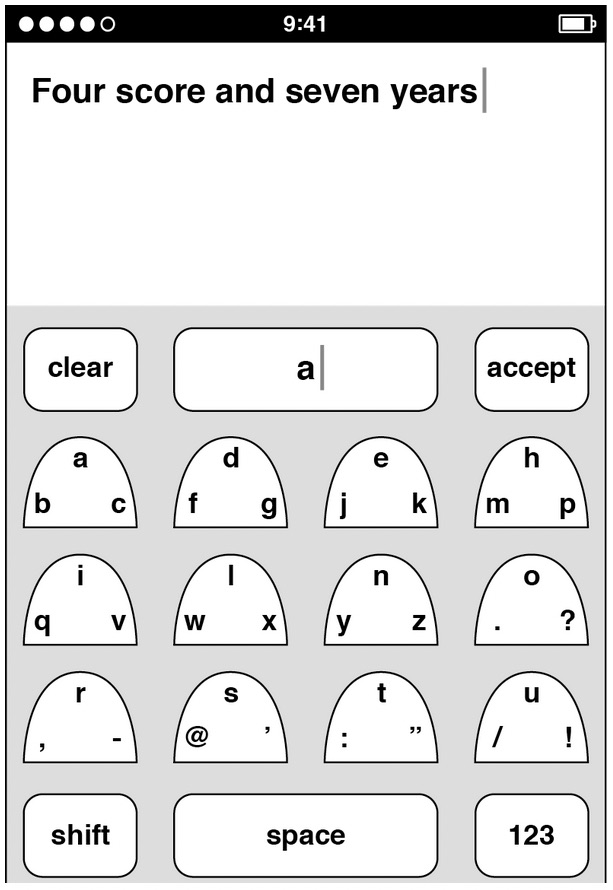 9:41
Four score and seven years
clear a accept
a d e h
b c f g j k m p
i l n o
q v w x y z . ?
r s t u
, - @ ’ : ” / !
shift space 123